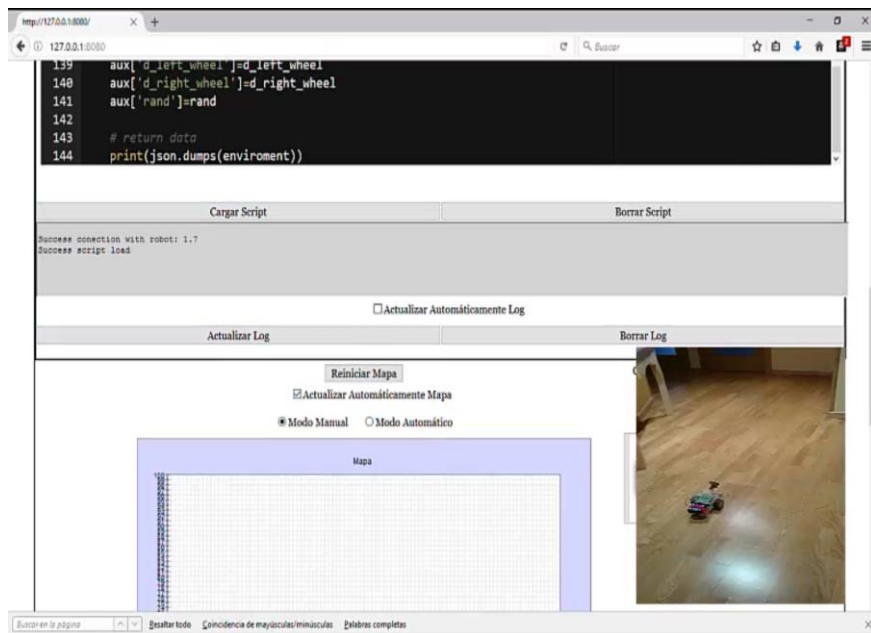 http://127.0.0.1:8080/
127.0.0.1:8080
Buscar
139 aux['d_left_wheel']=d_left_wheel
140 aux['d_right_wheel']=d_right_wheel
141 aux['rand']=rand
142
143 # return data
144 print(json.dumps(enviroment))
Cargar Script Borrar Script
Success conection with robot: 1.7
Success script load
Actualizar Automáticamente Log
Actualizar Log Borrar Log
Reiniciar Mapa
Actualizar Automáticamente Mapa
Modo Manual Modo Automático
Mapa
100
Buscar en la página Resaltar todo Coincidencia de mayúsculas/minúsculas Palabras completas